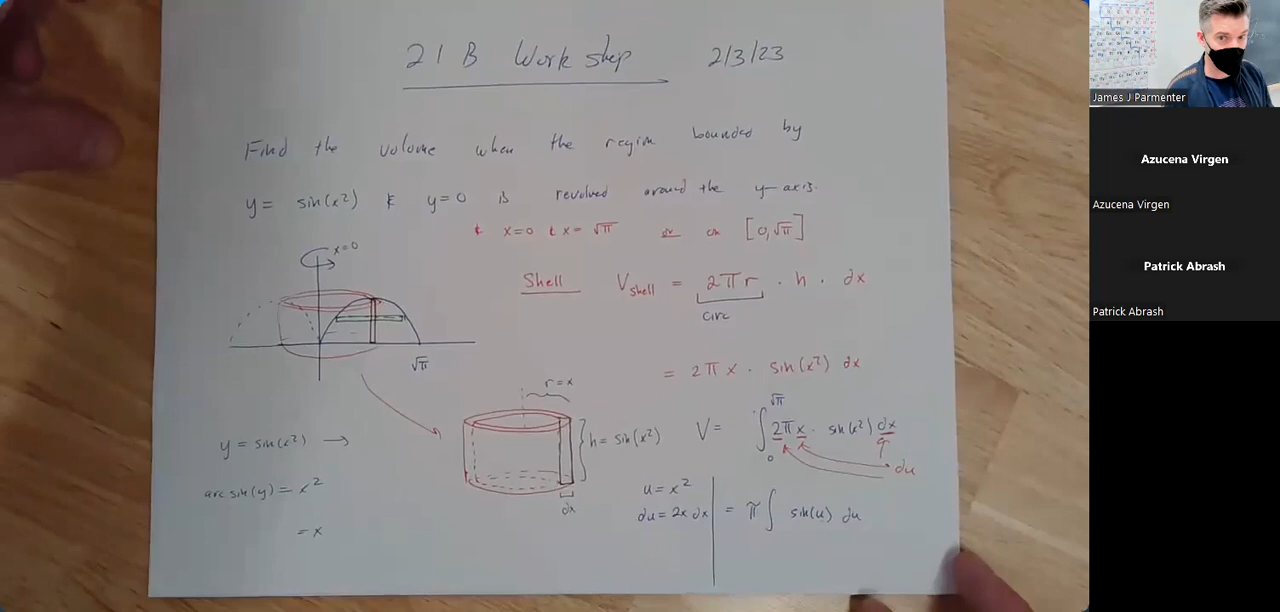 21 B Workshop 2/3/23
Find the volume when the region bounded by
y = sin(x²) & y=0 is revolved around the y-axis.
& x=0 & x= √π or on [0,√π]
x=0
Shell V_shell = 2πr · h · dx
circ
√π
= 2πx · sin(x²) dx
r = x
h = sin(x²)
dx
V = ∫₀^√π 2πx · sin(x²) dx
du
y = sin(x²) →
arcsin(y) = x²
= x
u = x²
du = 2x dx
= π∫ sin(u) du
James J Parmenter
Azucena Virgen
Azucena Virgen
Patrick Abrash
Patrick Abrash